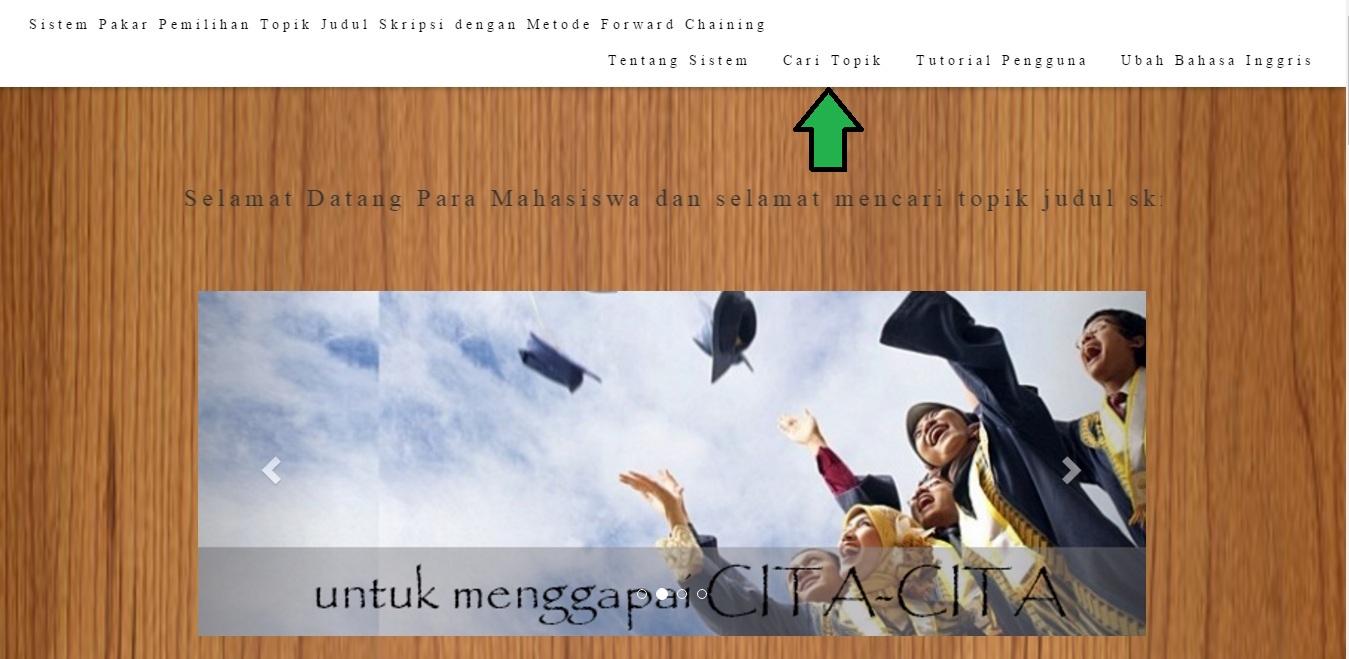 Sistem Pakar Pemilihan Topik Judul Skripsi dengan Metode Forward Chaining
Tentang Sistem Cari Topik Tutorial Pengguna Ubah Bahasa Inggris
Selamat Datang Para Mahasiswa dan selamat mencari topik judul
untuk menggapai CITA-CITA